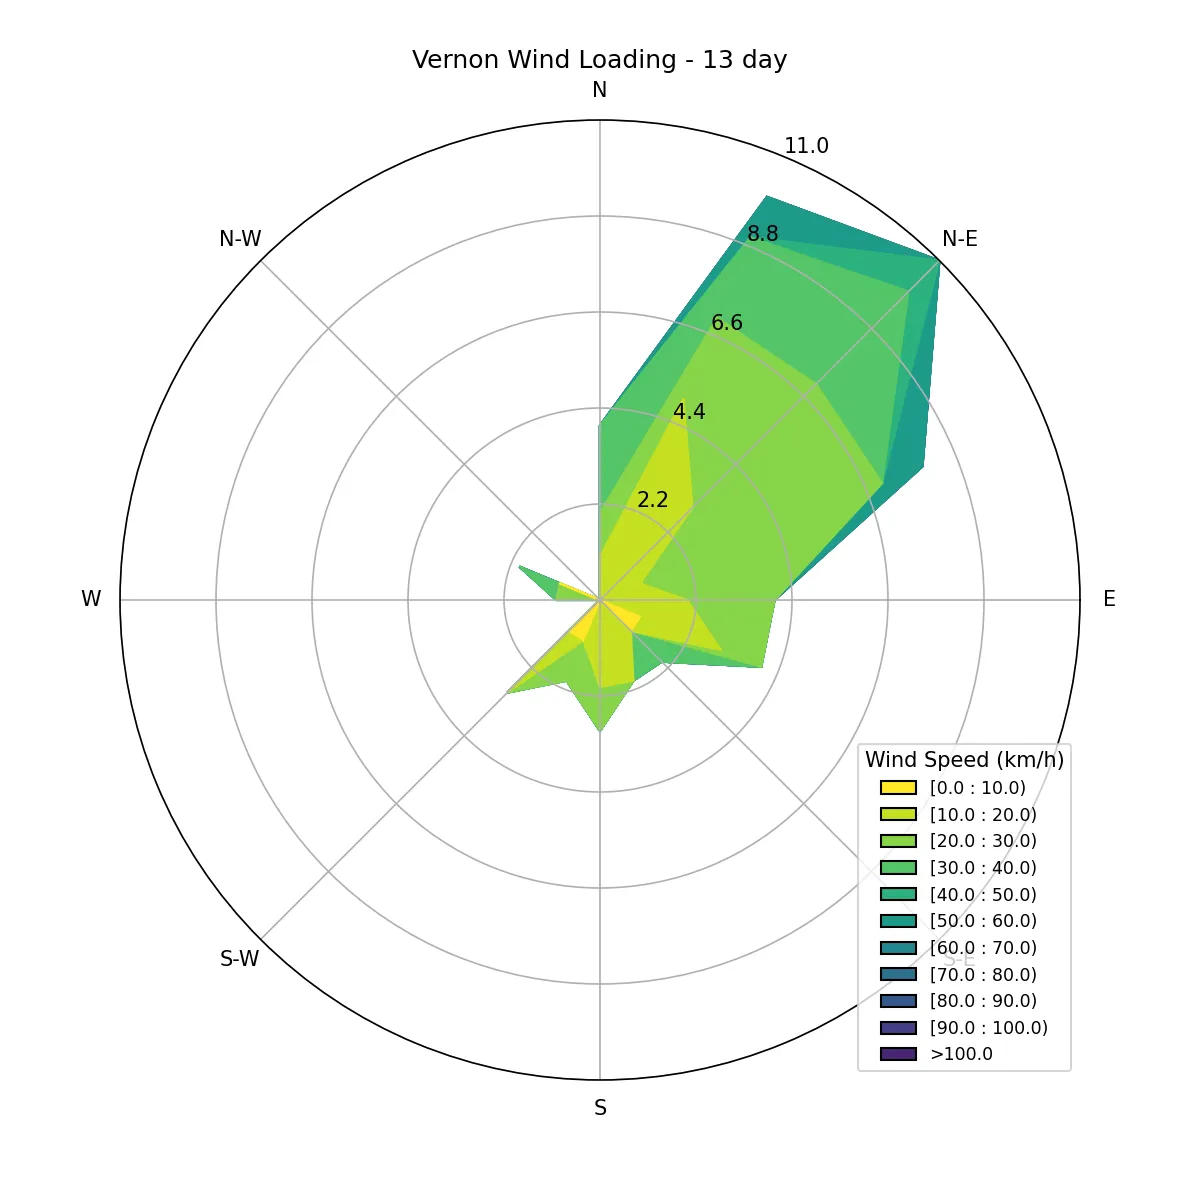 Vernon Wind Loading - 13 day
N
11.0
N-W
8.8
N-E
6.6
4.4
2.2
W
E
Wind Speed (km/h)
[0.0 : 10.0)
[10.0 : 20.0)
[20.0 : 30.0)
[30.0 : 40.0)
[40.0 : 50.0)
[50.0 : 60.0)
[60.0 : 70.0)
S-W
S-E
[70.0 : 80.0)
[80.0 : 90.0)
[90.0 : 100.0)
>100.0
S